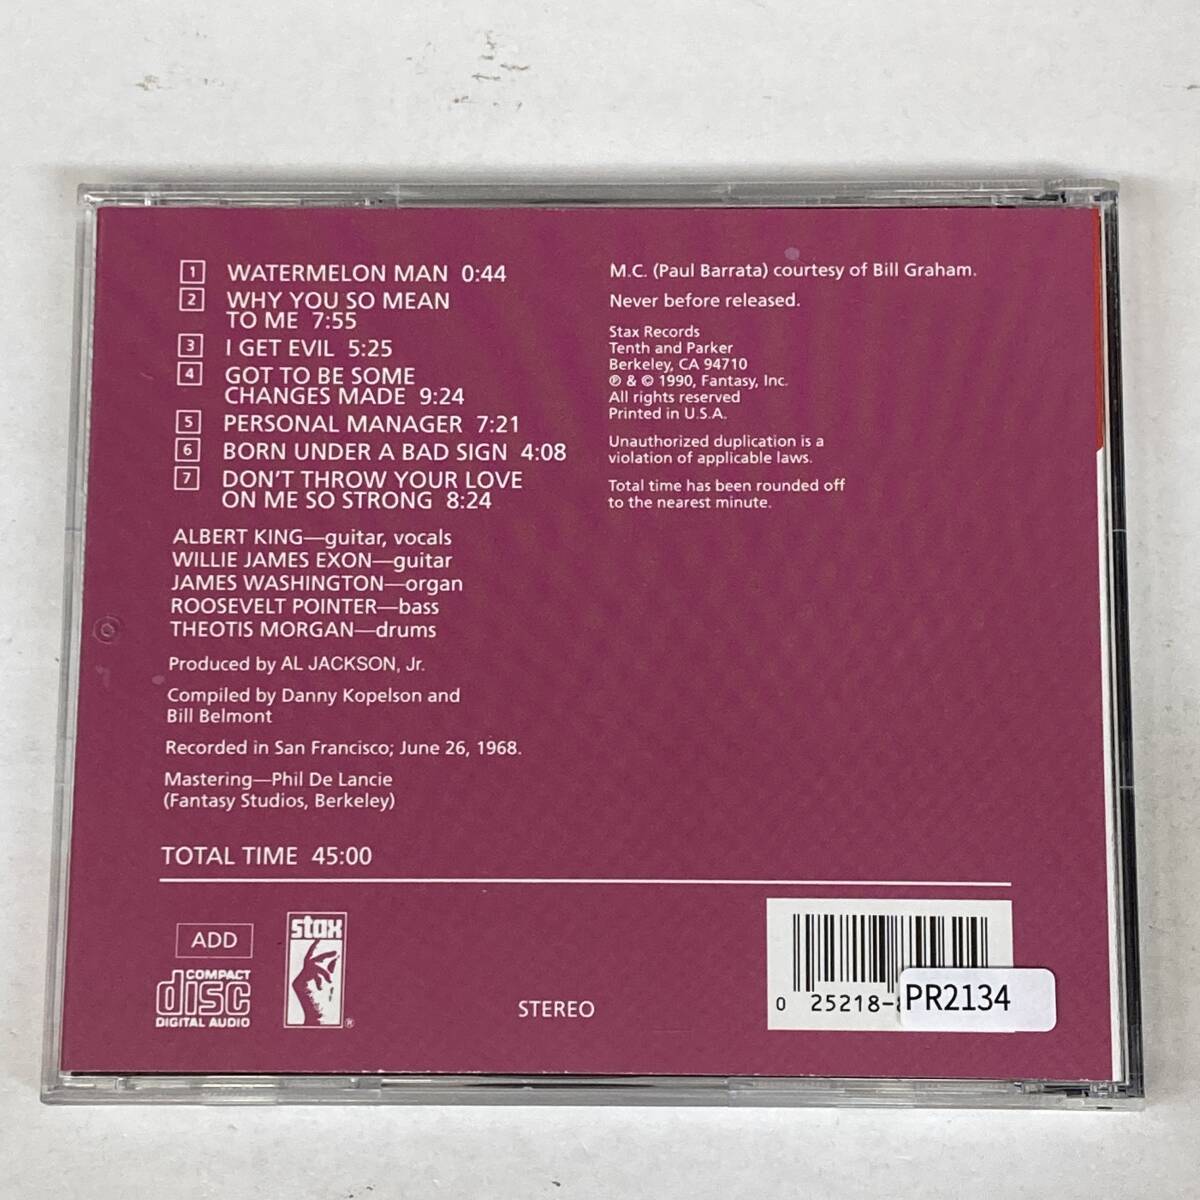 1 WATERMELON MAN 0:44
2 WHY YOU SO MEAN
TO ME 7:55
3 I GET EVIL 5:25
4 GOT TO BE SOME
CHANGES MADE 9:24
5 PERSONAL MANAGER 7:21
6 BORN UNDER A BAD SIGN 4:08
7 DON'T THROW YOUR LOVE
ON ME SO STRONG 8:24
ALBERT KING—guitar, vocals
WILLIE JAMES EXON—guitar
JAMES WASHINGTON—organ
ROOSEVELT POINTER—bass
THEOTIS MORGAN—drums
Produced by AL JACKSON, Jr.
Compiled by Danny Kopelson and
Bill Belmont
Recorded in San Francisco; June 26, 1968.
Mastering—Phil De Lancie
(Fantasy Studios, Berkeley)
TOTAL TIME 45:00
M.C. (Paul Barrata) courtesy of Bill Graham.
Never before released.
Stax Records
Tenth and Parker
Berkeley, CA 94710
℗ & © 1990, Fantasy, Inc.
All rights reserved
Printed in U.S.A.
Unauthorized duplication is a
violation of applicable laws.
Total time has been rounded off
to the nearest minute.
ADD
COMPACT
disc
DIGITAL AUDIO
stax
®
STEREO
0 25218-
PR2134